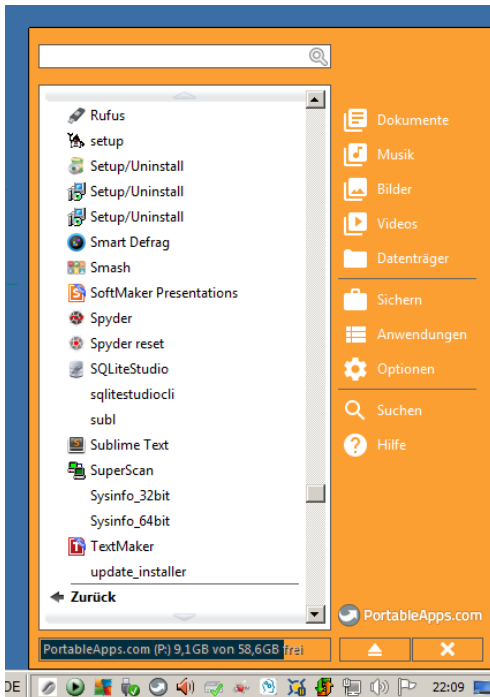 Rufus
setup
Setup/Uninstall
Setup/Uninstall
Setup/Uninstall
Smart Defrag
Smash
SoftMaker Presentations
Spyder
Spyder reset
SQLiteStudio
sqlitestudiocli
subl
Sublime Text
SuperScan
Sysinfo_32bit
Sysinfo_64bit
TextMaker
update_installer
Zurück
Dokumente
Musik
Bilder
Videos
Datenträger
Sichern
Anwendungen
Optionen
Suchen
Hilfe
PortableApps.com
PortableApps.com (P:) 9,1GB von 58,6GB frei
DE
22:09